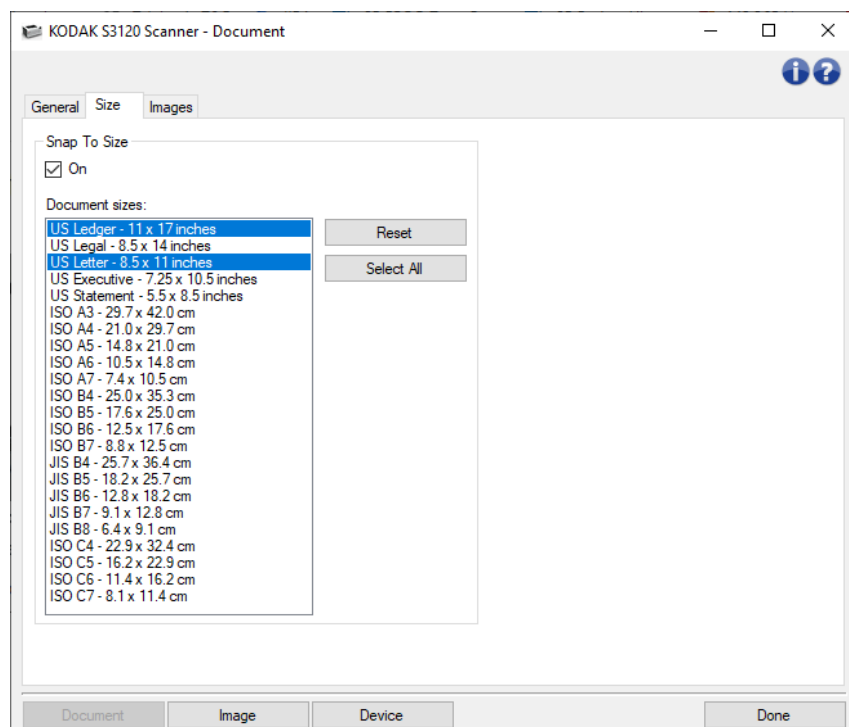 KODAK S3120 Scanner - Document
General
Size
Images
Snap To Size
On
Document sizes:
US Ledger - 11 x 17 inches
US Legal - 8.5 x 14 inches
US Letter - 8.5 x 11 inches
US Executive - 7.25 x 10.5 inches
US Statement - 5.5 x 8.5 inches
ISO A3 - 29.7 x 42.0 cm
ISO A4 - 21.0 x 29.7 cm
ISO A5 - 14.8 x 21.0 cm
ISO A6 - 10.5 x 14.8 cm
ISO A7 - 7.4 x 10.5 cm
ISO B4 - 25.0 x 35.3 cm
ISO B5 - 17.6 x 25.0 cm
ISO B6 - 12.5 x 17.6 cm
ISO B7 - 8.8 x 12.5 cm
JIS B4 - 25.7 x 36.4 cm
JIS B5 - 18.2 x 25.7 cm
JIS B6 - 12.8 x 18.2 cm
JIS B7 - 9.1 x 12.8 cm
JIS B8 - 6.4 x 9.1 cm
ISO C4 - 22.9 x 32.4 cm
ISO C5 - 16.2 x 22.9 cm
ISO C6 - 11.4 x 16.2 cm
ISO C7 - 8.1 x 11.4 cm
Reset
Select All
Document
Image
Device
Done